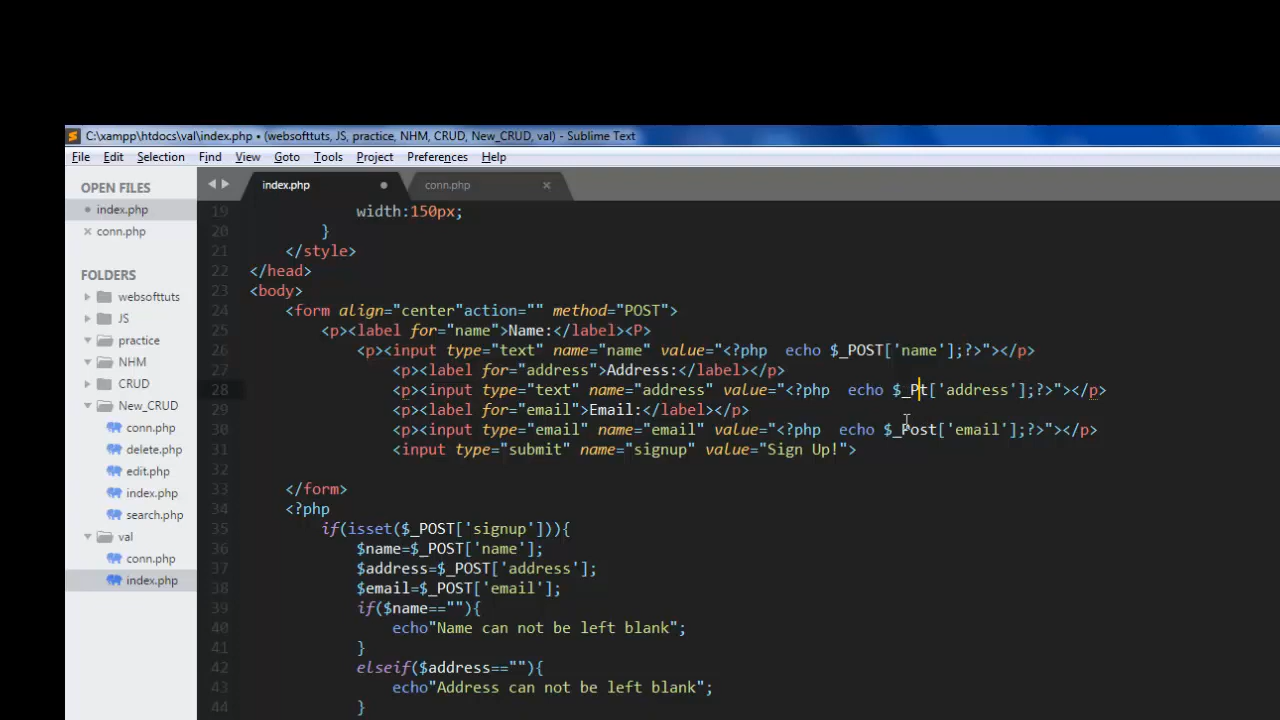 C:\xampp\htdocs\val\index.php • (websofttuts, JS, practice, NHM, CRUD, New_CRUD, val) - Sublime Text
File Edit Selection Find View Goto Tools Project Preferences Help
OPEN FILES
index.php
conn.php
FOLDERS
websofttuts
JS
practice
NHM
CRUD
New_CRUD
conn.php
delete.php
edit.php
index.php
search.php
val
conn.php
index.php
index.php conn.php
19 width:150px;
20 }
21 </style>
22 </head>
23 <body>
24 <form align="center"action="" method="POST">
25 <p><label for="name">Name:</label><P>
26 <p><input type="text" name="name" value="<?php  echo $_POST['name'];?>"></p>
27 <p><label for="address">Address:</label></p>
28 <p><input type="text" name="address" value="<?php  echo $_Pt['address'];?>"></p>
29 <p><label for="email">Email:</label></p>
30 <p><input type="email" name="email" value="<?php  echo $_Post['email'];?>"></p>
31 <input type="submit" name="signup" value="Sign Up!">
32
33 </form>
34 <?php
35 if(isset($_POST['signup'])){
36 $name=$_POST['name'];
37 $address=$_POST['address'];
38 $email=$_POST['email'];
39 if($name==""){
40 echo"Name can not be left blank";
41 }
42 elseif($address==""){
43 echo"Address can not be left blank";
44 }